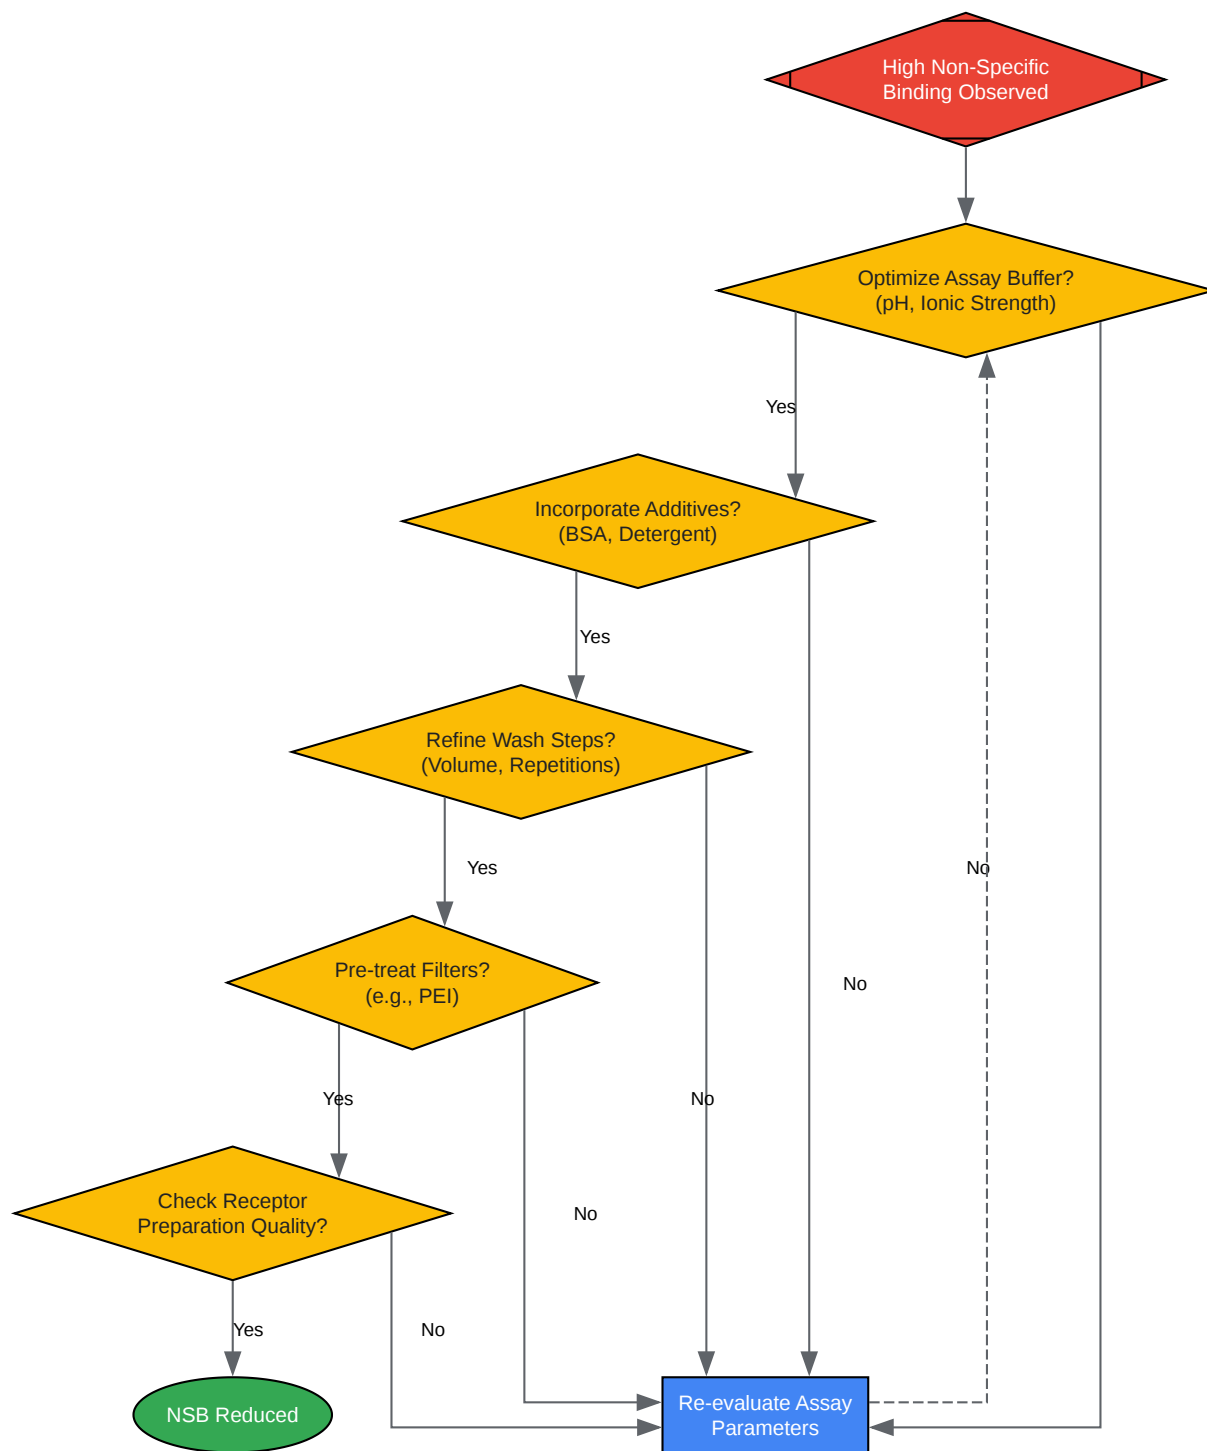 High Non-Specific
Binding Observed
Optimize Assay Buffer?
(pH, Ionic Strength)
Yes
Incorporate Additives?
(BSA, Detergent)
Yes
Refine Wash Steps?
(Volume, Repetitions)
Yes
No
Pre-treat Filters?
(e.g., PEI)
No
Yes
No
Check Receptor
Preparation Quality?
No
Yes
No
NSB Reduced
Re-evaluate Assay
Parameters